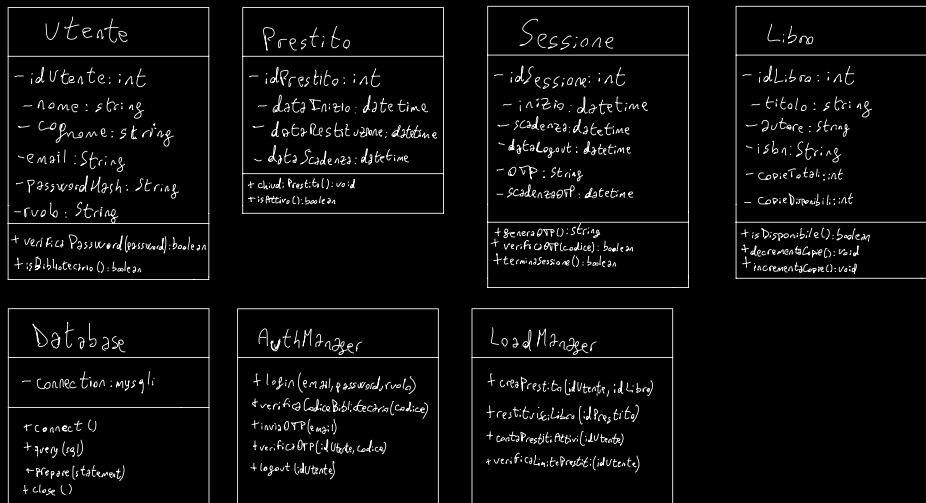 Utente
- idUtente: int
- nome: string
- cognome: string
- email: String
- passwordHash: String
- ruolo: String
+ verificaPassword(password): boolean
+ isBibliotecario(): boolean
Prestito
- idPrestito: int
- dataInizio: datetime
- dataRestituzione: datetime
- dataScadenza: datetime
+ chiudiPrestito(): void
+ isAttivo(): boolean
Sessione
- idSessione: int
- inizio: datetime
- scadenza: datetime
- dataLogout: datetime
- OTP: String
- scadenzaOTP: datetime
+ generaOTP(): String
+ verificaOTP(codice): boolean
+ terminaSessione(): boolean
Libro
- idLibro: int
- titolo: string
- autore: String
- isbn: String
- copieTotali: int
- copieDisponibili: int
+ isDisponibile(): boolean
+ decrementaCopie(): void
+ incrementaCopie(): void
Database
- Connection: mysqli
+ connect()
+ query(sql)
+ prepare(statement)
+ close()
AuthManager
+ login(email, password, ruolo)
+ verificaCodiceBibliotecario(codice)
+ inviaOTP(email)
+ verificaOTP(idUtente, codice)
+ logout(idUtente)
LoadManager
+ creaPrestito(idUtente, idLibro)
+ restituisciLibro(idPrestito)
+ contaPrestitiAttivi(idUtente)
+ verificaLimitePrestiti(idUtente)